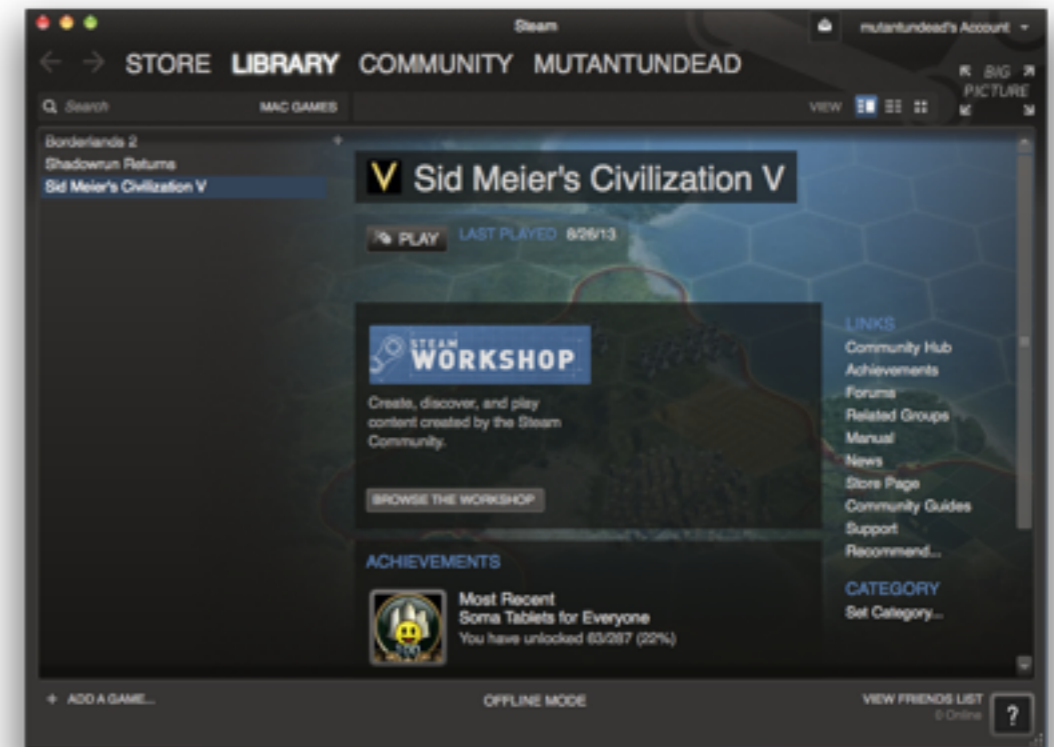 Steam
mutantundead's Account
STORE LIBRARY COMMUNITY MUTANTUNDEAD
BIG PICTURE
Search
MAC GAMES
VIEW
Borderlands 2
Shadowrun Returns
Sid Meier's Civilization V
V Sid Meier's Civilization V
PLAY
LAST PLAYED 8/26/13
STEAM
WORKSHOP
Create, discover, and play
content created by the Steam
Community.
BROWSE THE WORKSHOP
LINKS
Community Hub
Achievements
Forums
Related Groups
Manual
News
Store Page
Community Guides
Support
Recommend...
CATEGORY
Set Category...
ACHIEVEMENTS
100
Most Recent
Soma Tablets for Everyone
You have unlocked 63/287 (22%)
+ ADD A GAME...
OFFLINE MODE
VIEW FRIENDS LIST
0 Online
?